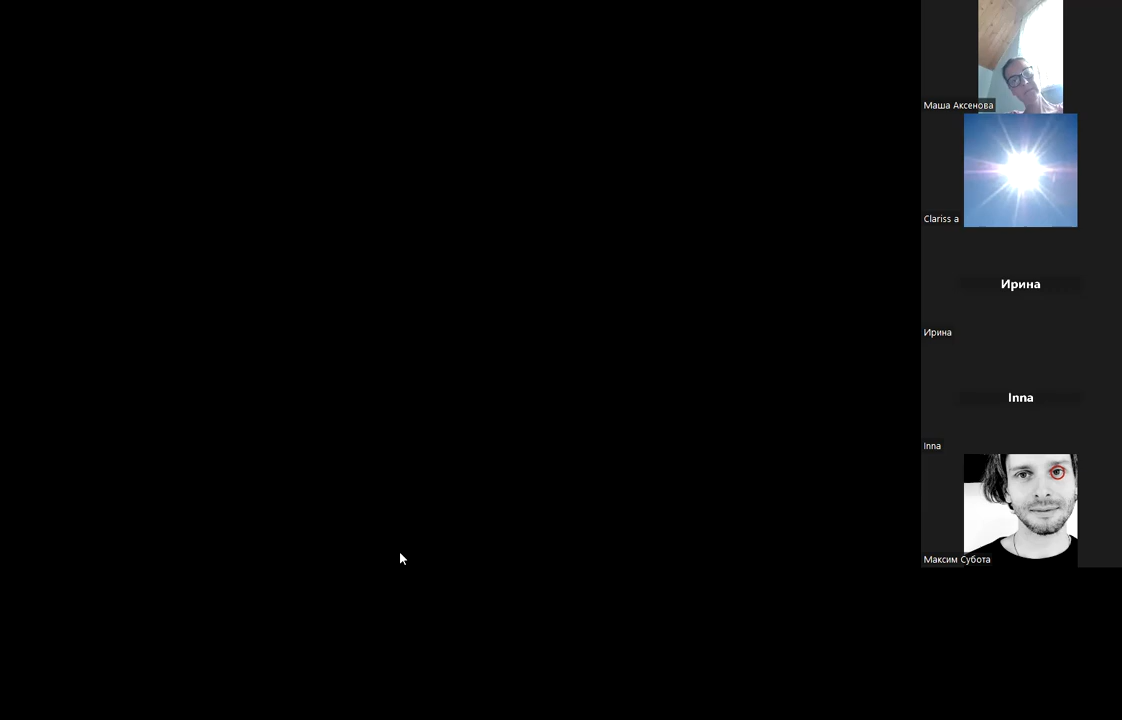 Маша Аксенова
Clariss a
Ирина
Ирина
Inna
Inna
Максим Субота